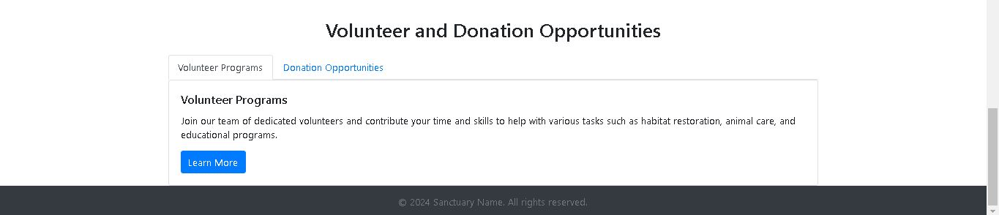 Volunteer and Donation Opportunities
Volunteer Programs
Donation Opportunities
Volunteer Programs
Join our team of dedicated volunteers and contribute your time and skills to help with various tasks such as habitat restoration, animal care, and
educational programs.
Learn More
© 2024 Sanctuary Name. All rights reserved.